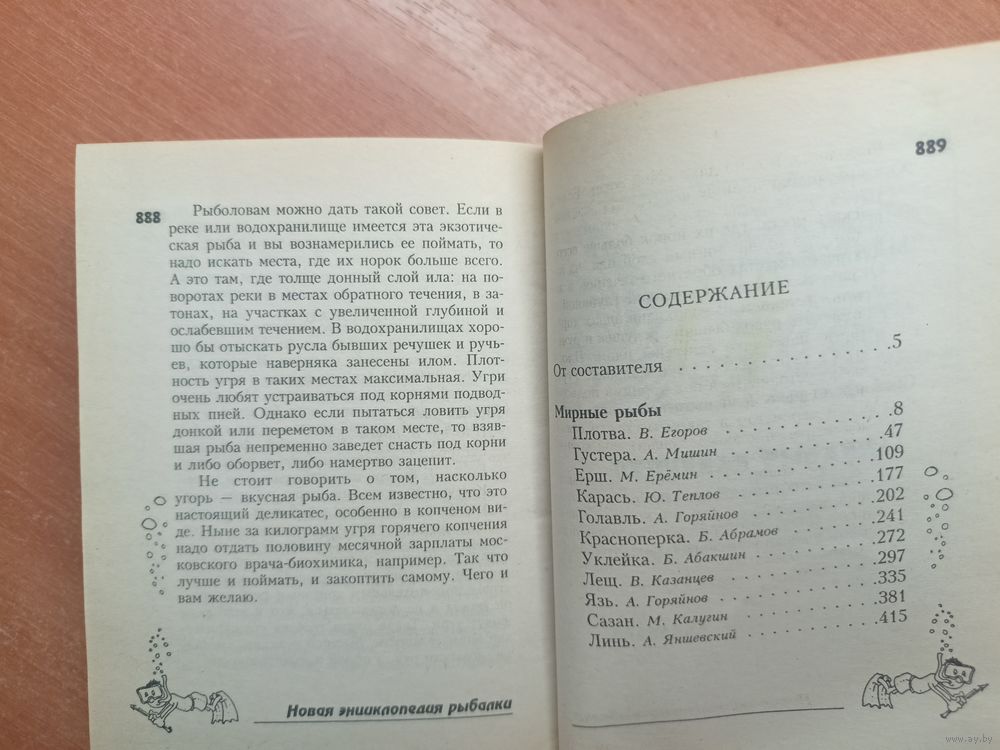 888
Рыболовам можно дать такой совет. Если в
реке или водохранилище имеется эта экзотиче-
ская рыба и вы вознамерились ее поймать, то
надо искать места, где их норок больше всего.
А это там, где толще донный слой ила: на по-
воротах реки в местах обратного течения, в за-
тонах, на участках с увеличенной глубиной и
ослабевшим течением. В водохранилищах хоро-
шо бы отыскать русла бывших речушек и ручь-
ев, которые наверняка занесены илом. Плот-
ность угря в таких местах максимальная. Угри
очень любят устраиваться под корнями подвод-
ных пней. Однако если пытаться ловить угря
донкой или переметом в таком месте, то взяв-
шая рыба непременно заведет снасть под корни
и либо оборвет, либо намертво зацепит.
Не стоит говорить о том, насколько
угорь — вкусная рыба. Всем известно, что это
настоящий деликатес, особенно в копченом ви-
де. Ныне за килограмм угря горячего копчения
надо отдать половину месячной зарплаты мос-
ковского врача-биохимика, например. Так что
лучше и поймать, и закоптить самому. Чего и
вам желаю.
Новая энциклопедия рыбалки
889
СОДЕРЖАНИЕ
От составителя . . . . . . . . . . . . 5
Мирные рыбы . . . . . . . . . . . . 8
Плотва. В. Егоров . . . . . . . . . . 47
Густера. А. Мишин . . . . . . . . . . 109
Ерш. М. Ерёмин . . . . . . . . . . 177
Карась. Ю. Теплов . . . . . . . . . . 202
Голавль. А. Горяйнов . . . . . . . . . . 241
Красноперка. Б. Абрамов . . . . . . . . 272
Уклейка. Б. Абакшин . . . . . . . . . . 297
Лещ. В. Казанцев . . . . . . . . . . 335
Язь. А. Горяйнов . . . . . . . . . . 381
Сазан. М. Калугин . . . . . . . . . . 415
Линь. А. Яншевский . . . . . . . . . .
www.ay.by